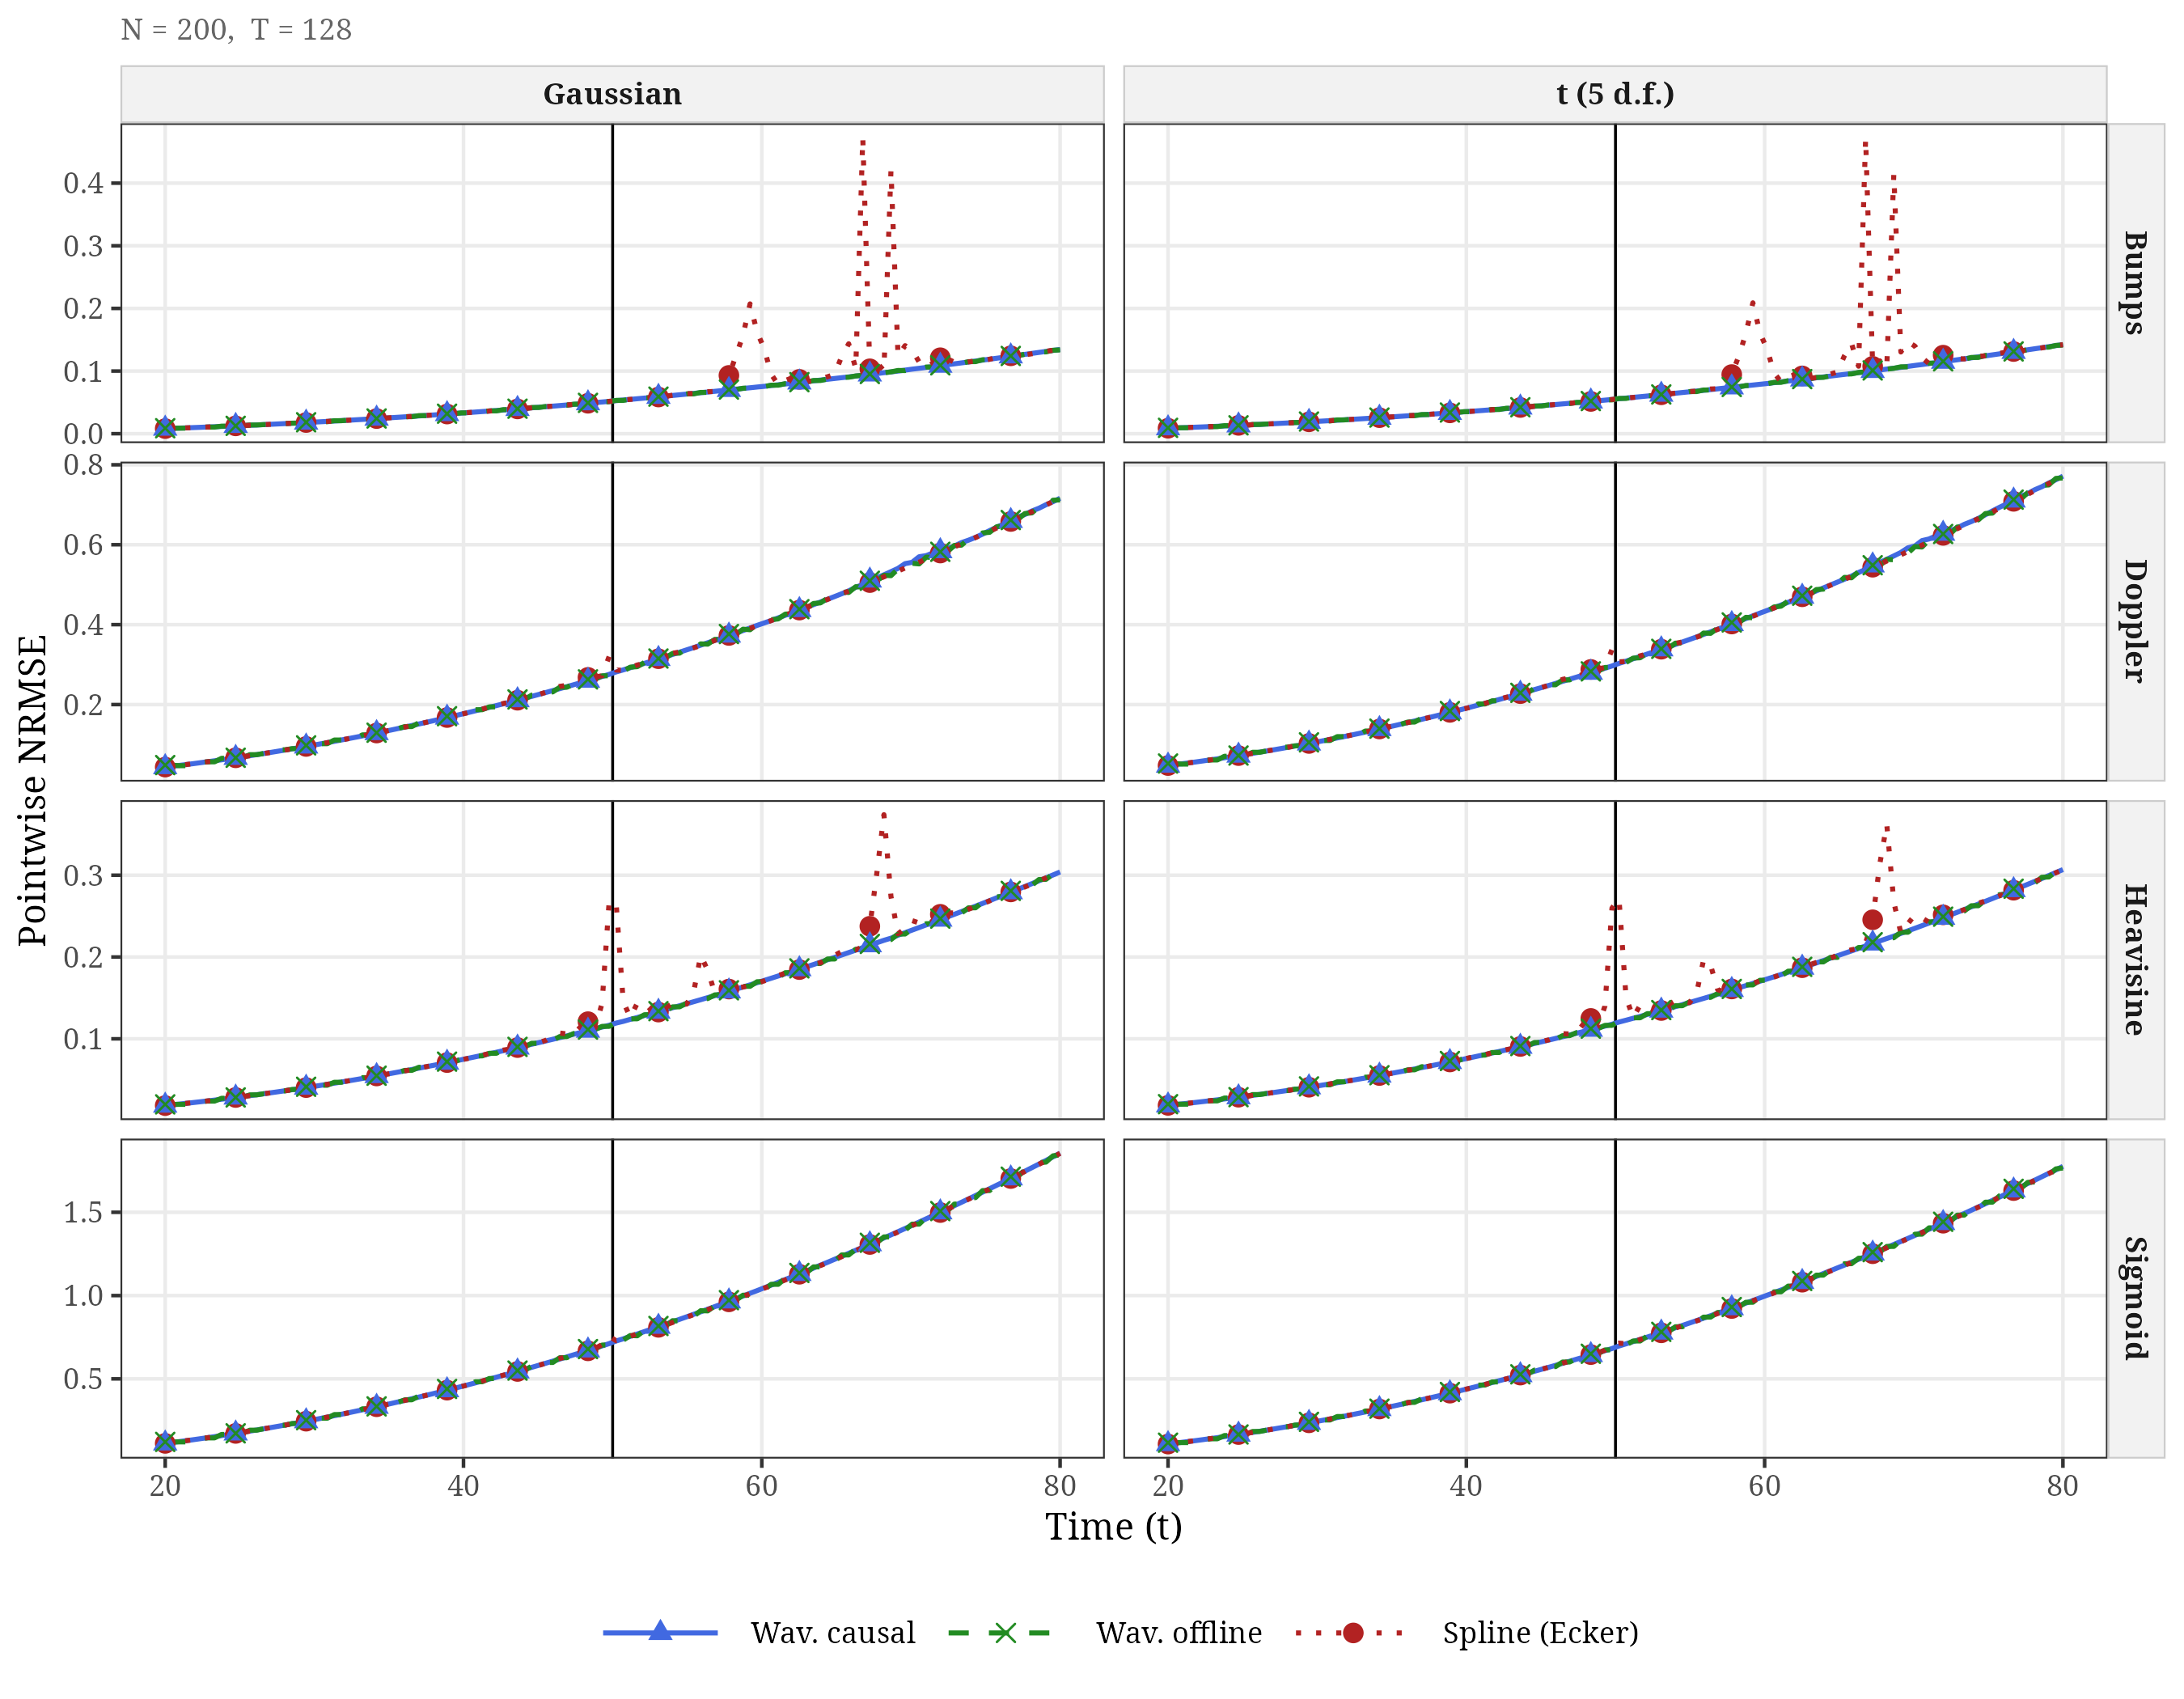 N = 200,  T = 128
Gaussian
t (5 d.f.)
0.4
0.3
0.2
0.1
0.0
Bumps
0.8
0.6
0.4
0.2
Doppler
Pointwise NRMSE
0.3
0.2
0.1
Heavisine
1.5
1.0
0.5
Sigmoid
20 40 60 80 20 40 60 80
Time (t)
Wav. causal Wav. offline Spline (Ecker)